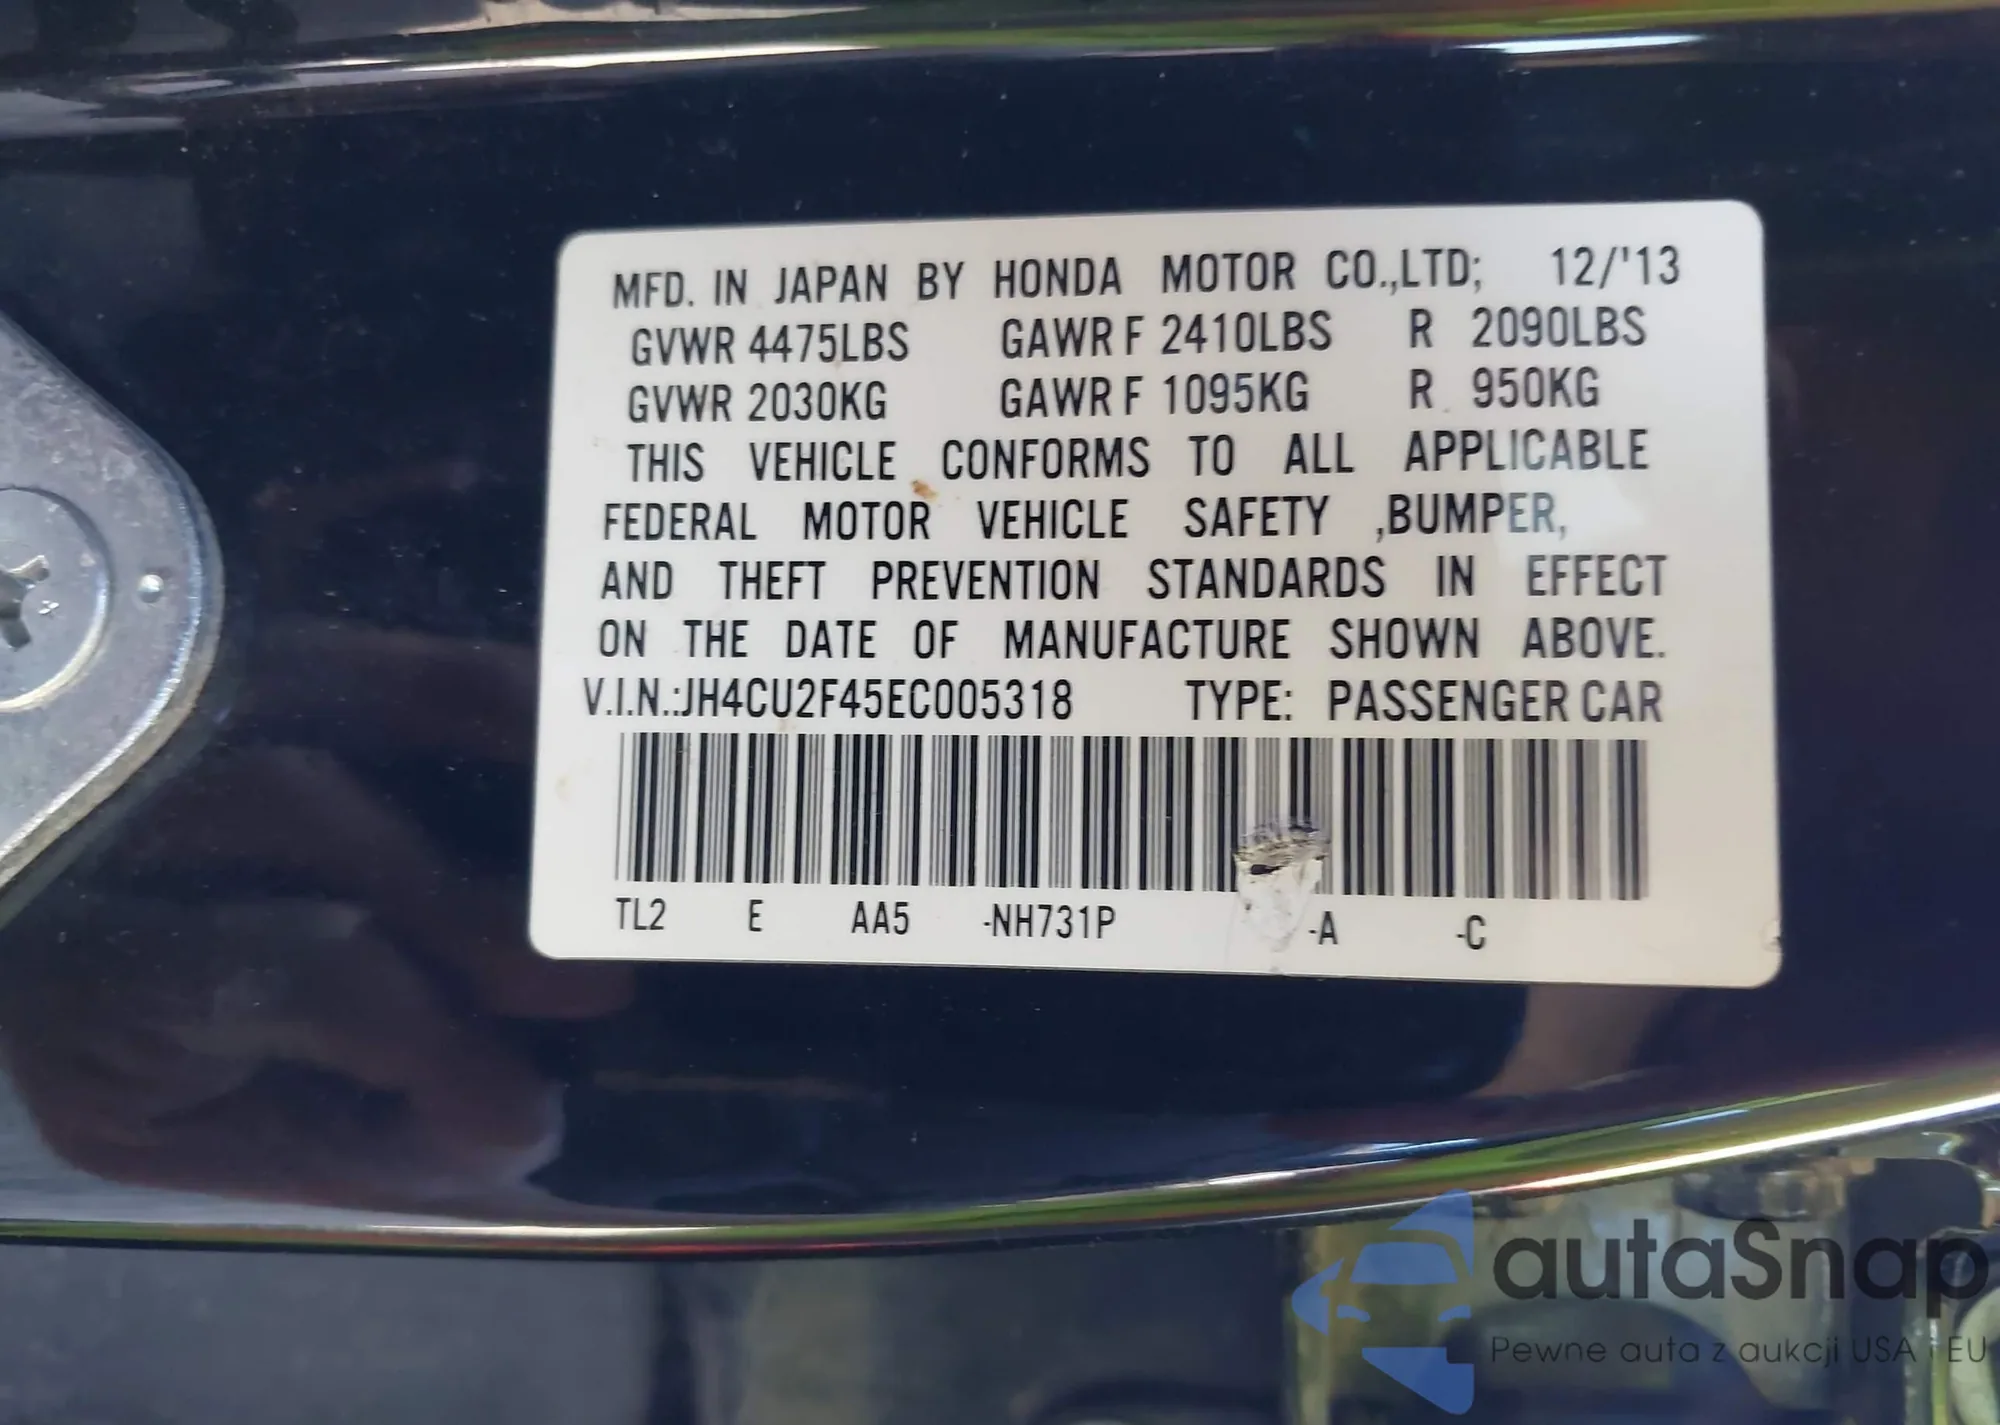 MFD. IN JAPAN BY HONDA MOTOR CO.,LTD; 12/'13
GVWR 4475LBS GAWR F 2410LBS R 2090LBS
GVWR 2030KG GAWR F 1095KG R 950KG
THIS VEHICLE CONFORMS TO ALL APPLICABLE
FEDERAL MOTOR VEHICLE SAFETY ,BUMPER,
AND THEFT PREVENTION STANDARDS IN EFFECT
ON THE DATE OF MANUFACTURE SHOWN ABOVE.
V.I.N.:JH4CU2F45EC005318 TYPE: PASSENGER CAR
TL2 E AA5 -NH731P -A -C
autaSnap
Pewne auta z aukcji USA i EU